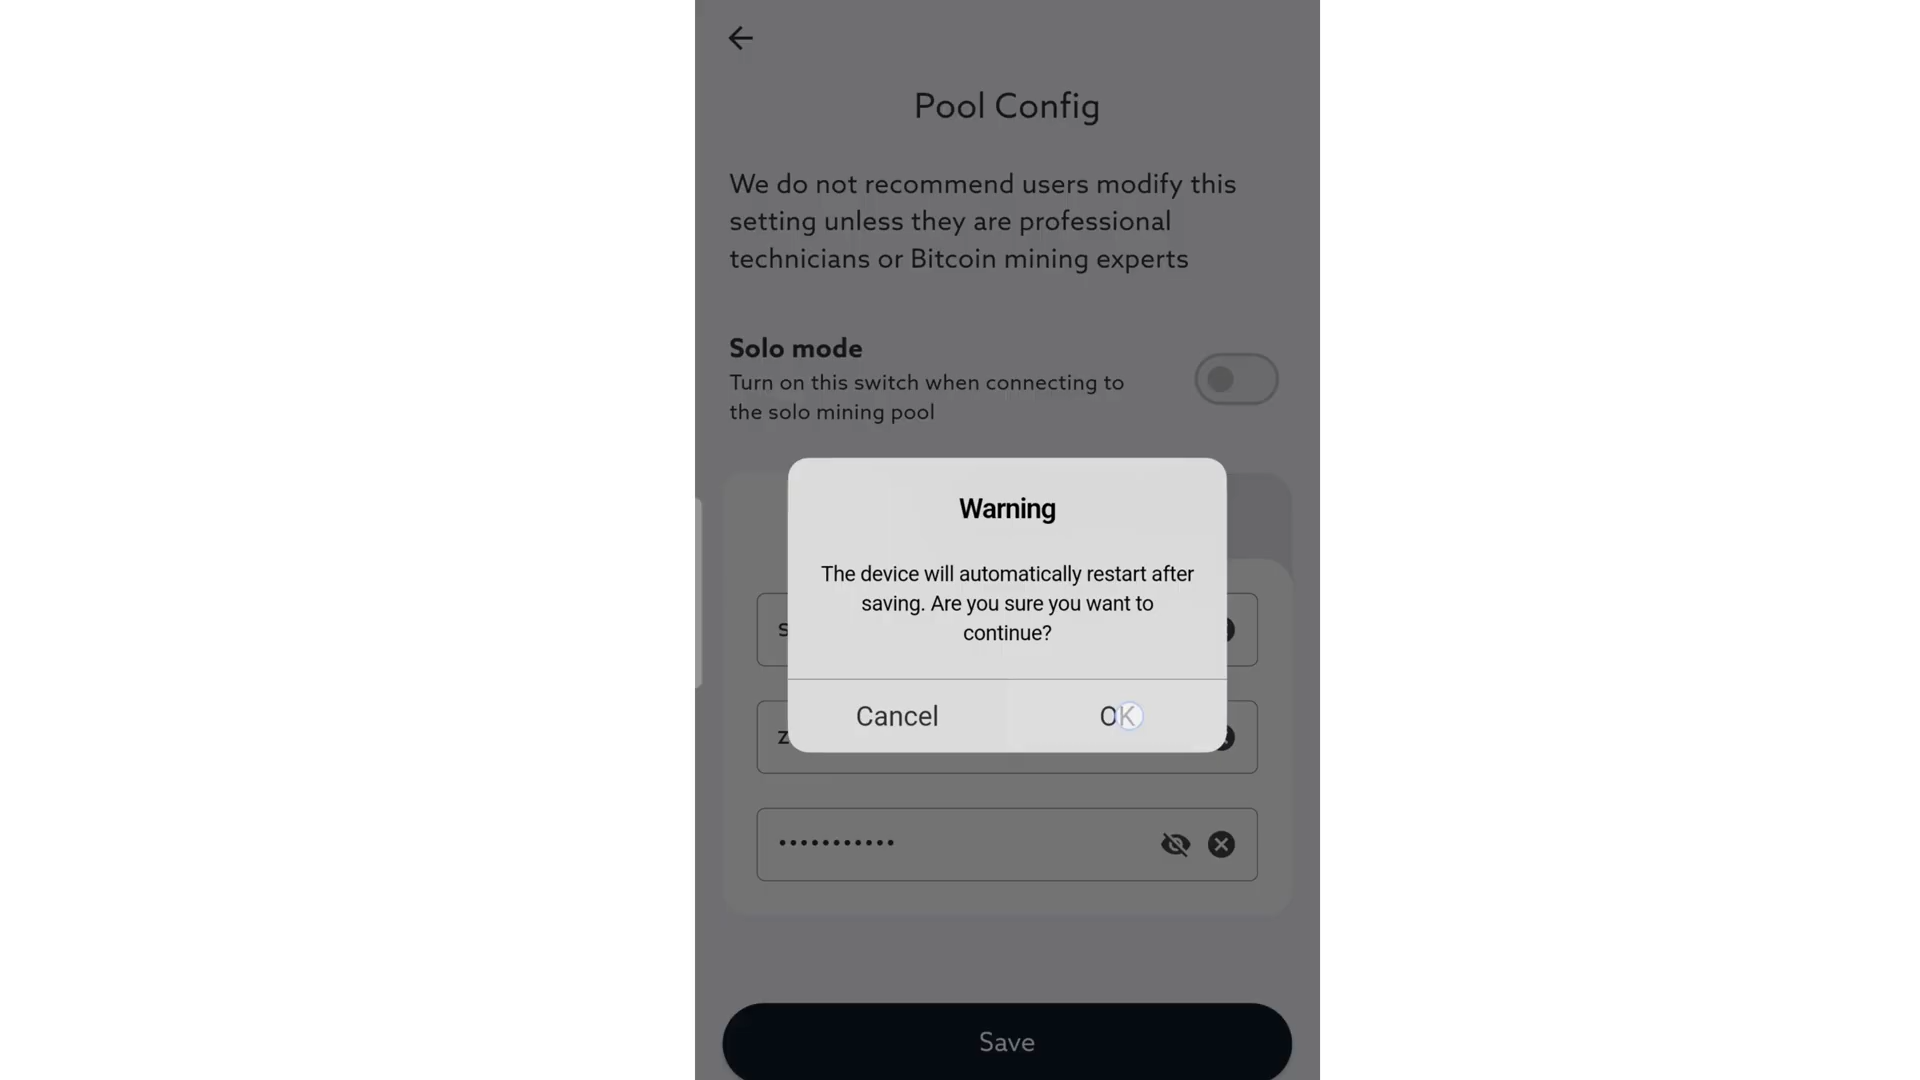 Pool Config
We do not recommend users modify this
setting unless they are professional
technicians or Bitcoin mining experts
Solo mode
Turn on this switch when connecting to
the solo mining pool
Warning
The device will automatically restart after
saving. Are you sure you want to
continue?
Cancel
OK
•••••••••••
Save